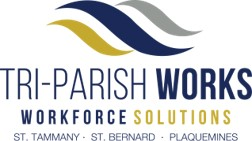 TRI-PARISH WORKS
WORKFORCE SOLUTIONS
ST. TAMMANY · ST. BERNARD · PLAQUEMINES